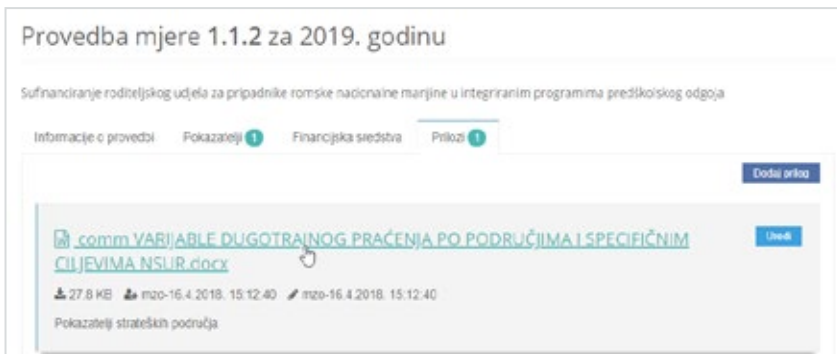 Provedba mjere 1.1.2 za 2019. godinu
Sufinanciranje roditeljskog udjela za pripadnike romske nacionalne manjine u integriranim programima predškolskog odgoja
Informacije o provedbi Pokazatelji 1 Financijska sredstva Prilozi 1
Dodaj prilog
comm VARIJABLE DUGOTRAJNOG PRAĆENJA PO PODRUČJIMA I SPECIFIČNIM
Uredi
CILJEVIMA NSUR.docx
27.8 KB mzo-16.4.2018. 15:12:40 mzo-16.4.2018. 15:12:40
Pokazatelji strateških područja